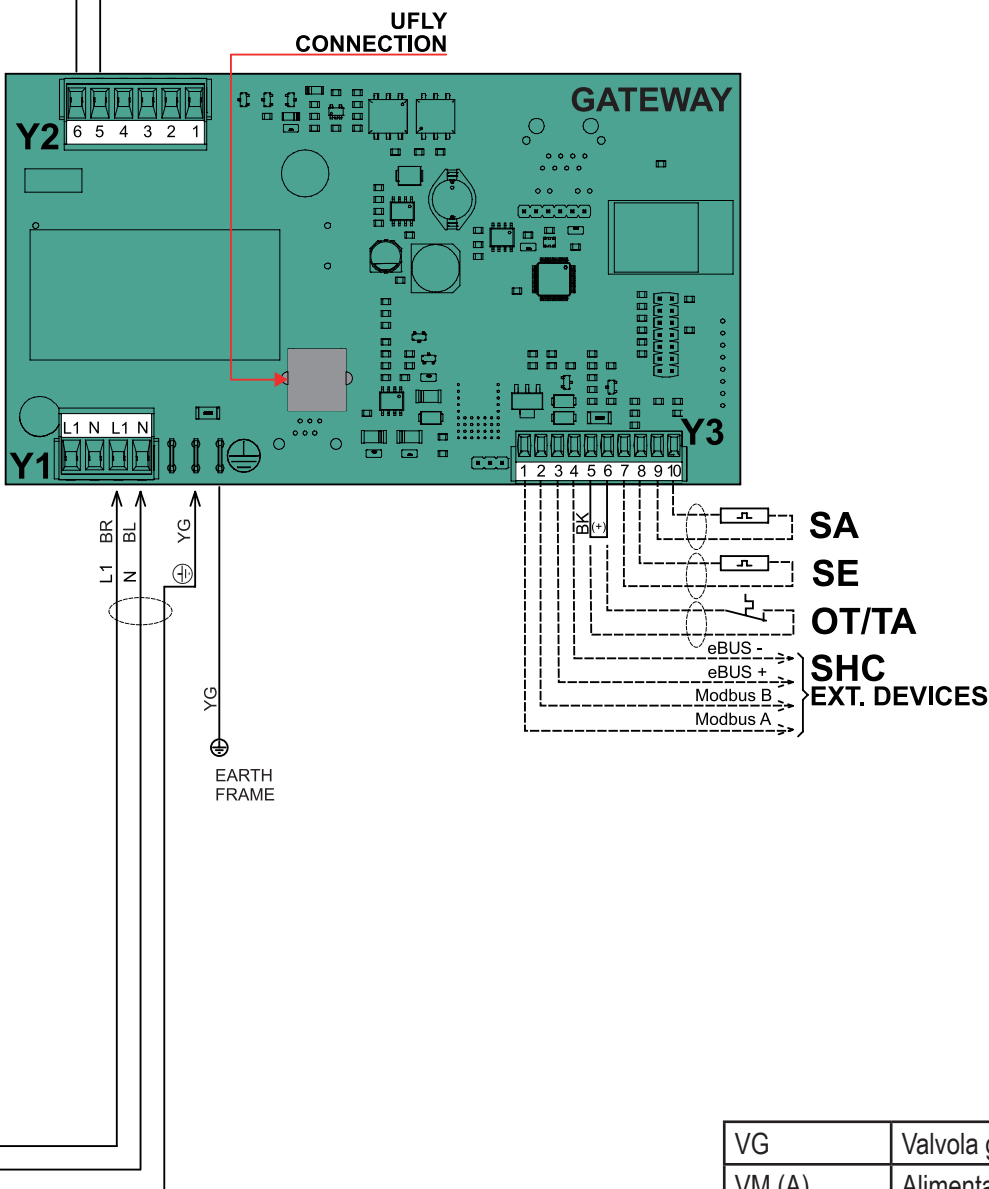 UFLY
CONNECTION
GATEWAY
Y2
6 5 4 3 2 1
L1 N L1 N
Y1
Y3
1 2 3 4 5 6 7 8 9 10
BR
BL
YG
BK
(+)
L1
N
SA
SE
OT/TA
eBUS -
eBUS +
SHC
EXT. DEVICES
Modbus B
Modbus A
YG
EARTH
FRAME
VG Valvola
VM (A)